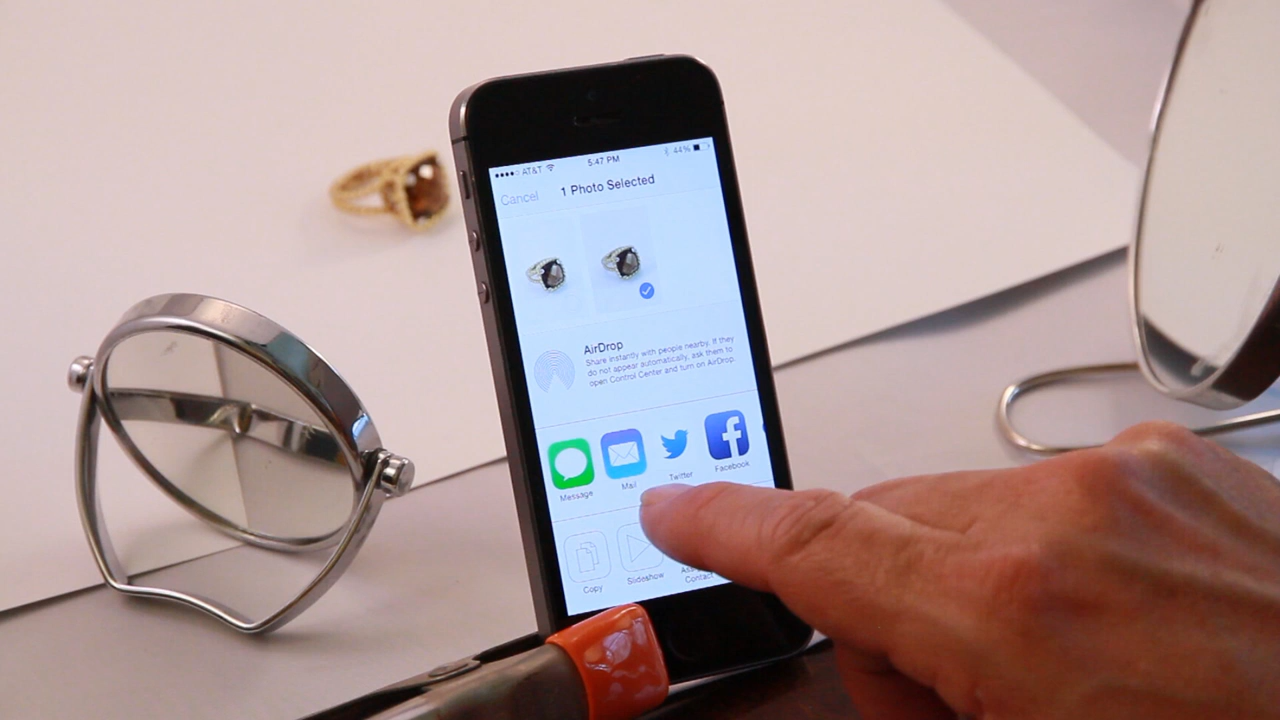 AT&T 5:47 PM 44%
Cancel 1 Photo Selected
AirDrop
Share instantly with people nearby. If they
do not appear automatically, ask them to
open Control Center and turn on AirDrop.
Message Mail Twitter Facebook
Copy Slideshow
Contact